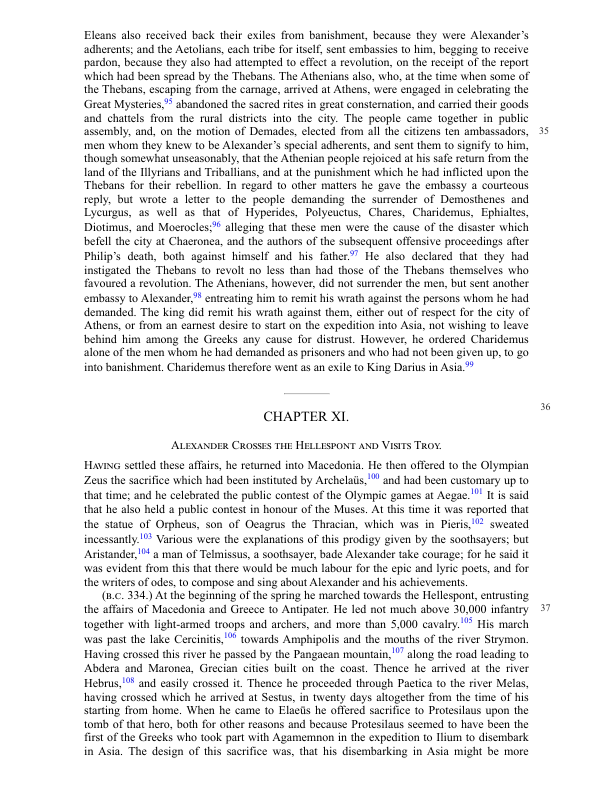 Eleans also received back their exiles from banishment, because they were Alexander's
adherents; and the Aetolians, each tribe for itself, sent embassies to him, begging to receive
pardon, because they also had attempted to effect a revolution, on the receipt of the report
which had been spread by the Thebans. The Athenians also, who, at the time when some of
the Thebans, escaping from the carnage, arrived at Athens, were engaged in celebrating the
Great Mysteries,95 abandoned the sacred rites in great consternation, and carried their goods
and chattels from the rural districts into the city. The people came together in public
assembly, and, on the motion of Demades, elected from all the citizens ten ambassadors, 35
men whom they knew to be Alexander's special adherents, and sent them to signify to him,
though somewhat unseasonably, that the Athenian people rejoiced at his safe return from the
land of the Illyrians and Triballians, and at the punishment which he had inflicted upon the
Thebans for their rebellion. In regard to other matters he gave the embassy a courteous
reply, but wrote a letter to the people demanding the surrender of Demosthenes and
Lycurgus, as well as that of Hyperides, Polyeuctus, Chares, Charidemus, Ephialtes,
Diotimus, and Moerocles;96 alleging that these men were the cause of the disaster which
befell the city at Chaeronea, and the authors of the subsequent offensive proceedings after
Philip's death, both against himself and his father.97 He also declared that they had
instigated the Thebans to revolt no less than had those of the Thebans themselves who
favoured a revolution. The Athenians, however, did not surrender the men, but sent another
embassy to Alexander,98 entreating him to remit his wrath against the persons whom he had
demanded. The king did remit his wrath against them, either out of respect for the city of
Athens, or from an earnest desire to start on the expedition into Asia, not wishing to leave
behind him among the Greeks any cause for distrust. However, he ordered Charidemus
alone of the men whom he had demanded as prisoners and who had not been given up, to go
into banishment. Charidemus therefore went as an exile to King Darius in Asia.99
36
CHAPTER XI.
Alexander Crosses the Hellespont and Visits Troy.
Having settled these affairs, he returned into Macedonia. He then offered to the Olympian
Zeus the sacrifice which had been instituted by Archelaüs,100 and had been customary up to
that time; and he celebrated the public contest of the Olympic games at Aegae.101 It is said
that he also held a public contest in honour of the Muses. At this time it was reported that
the statue of Orpheus, son of Oeagrus the Thracian, which was in Pieris,102 sweated
incessantly.103 Various were the explanations of this prodigy given by the soothsayers; but
Aristander,104 a man of Telmissus, a soothsayer, bade Alexander take courage; for he said it
was evident from this that there would be much labour for the epic and lyric poets, and for
the writers of odes, to compose and sing about Alexander and his achievements.
(B.C. 334.) At the beginning of the spring he marched towards the Hellespont, entrusting
the affairs of Macedonia and Greece to Antipater. He led not much above 30,000 infantry 37
together with light-armed troops and archers, and more than 5,000 cavalry.105 His march
was past the lake Cercinitis,106 towards Amphipolis and the mouths of the river Strymon.
Having crossed this river he passed by the Pangaean mountain,107 along the road leading to
Abdera and Maronea, Grecian cities built on the coast. Thence he arrived at the river
Hebrus,108 and easily crossed it. Thence he proceeded through Paetica to the river Melas,
having crossed which he arrived at Sestus, in twenty days altogether from the time of his
starting from home. When he came to Elaeüs he offered sacrifice to Protesilaus upon the
tomb of that hero, both for other reasons and because Protesilaus seemed to have been the
first of the Greeks who took part with Agamemnon in the expedition to Ilium to disembark
in Asia. The design of this sacrifice was, that his disembarking in Asia might be more